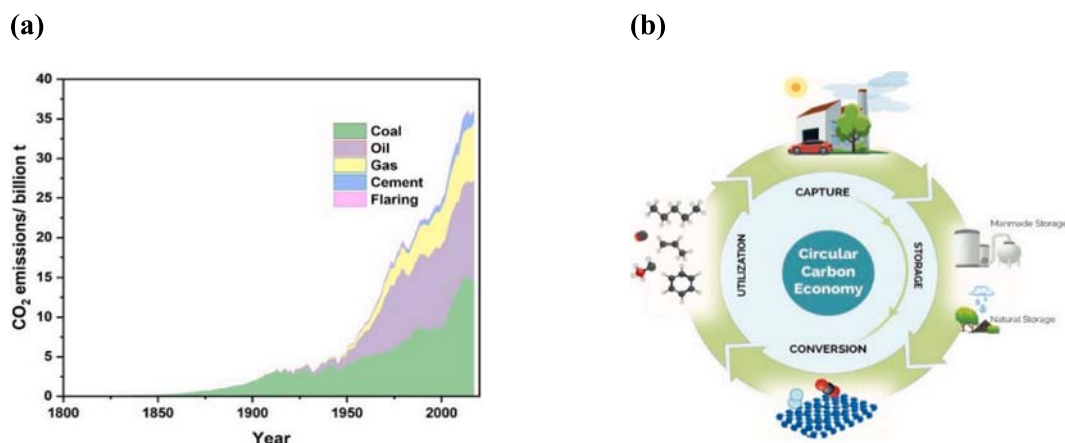 (a)
(b)
40
35
30
25
20
15
10
5
0
CO₂ emissions/ billion t
Coal
Oil
Gas
Cement
Flaring
1800
1850
1900
1950
2000
Year
CAPTURE
UTILIZATION
Circular
Carbon
Economy
STORAGE
Manmade Storage
Natural Storage
CONVERSION